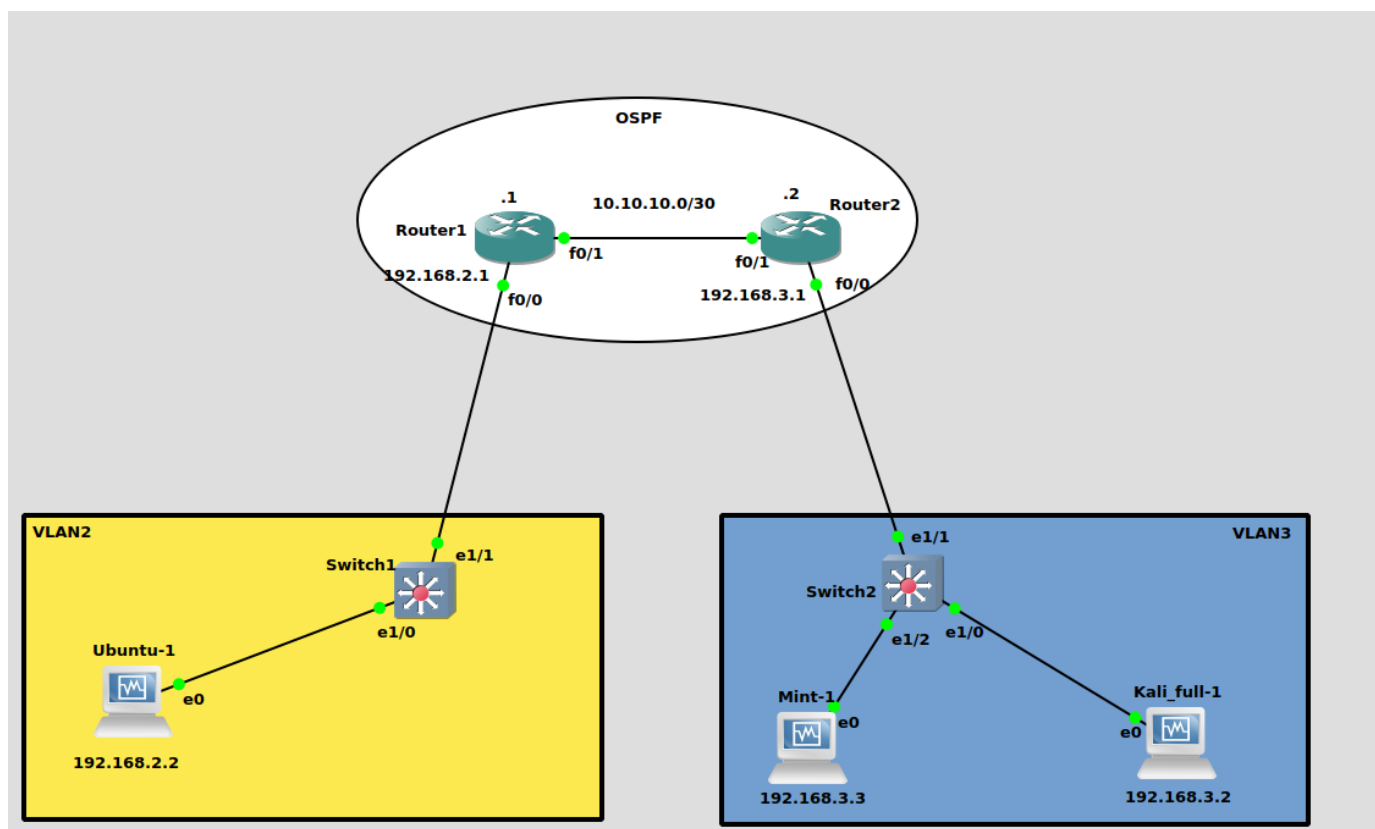 OSPF
.1
10.10.10.0/30
.2
Router2
Router1
f0/1
f0/1
192.168.2.1
f0/0
192.168.3.1
f0/0
VLAN2
Switch1
e1/1
e1/0
Ubuntu-1
e0
192.168.2.2
VLAN3
e1/1
Switch2
e1/2
e1/0
Mint-1
e0
192.168.3.3
Kali_full-1
e0
192.168.3.2